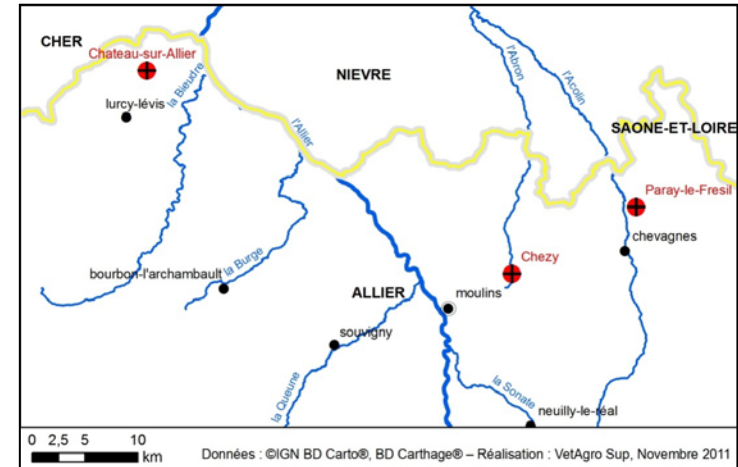 CHER
Chateau-sur-Allier
la Bieudre
lurcy-lévis
NIEVRE
l'Abron
l'Acolin
l'Allier
SAONE-ET-LOIRE
Paray-le-Fresil
chevagnes
bourbon-l'archambault
la Burge
Chezy
ALLIER
moulins
souvigny
la Queune
la Sonate
neuilly-le-réal
0 2,5 5 10
km
Données : ©IGN BD Carto®, BD Carthage® – Réalisation : VetAgro Sup, Novembre 2011